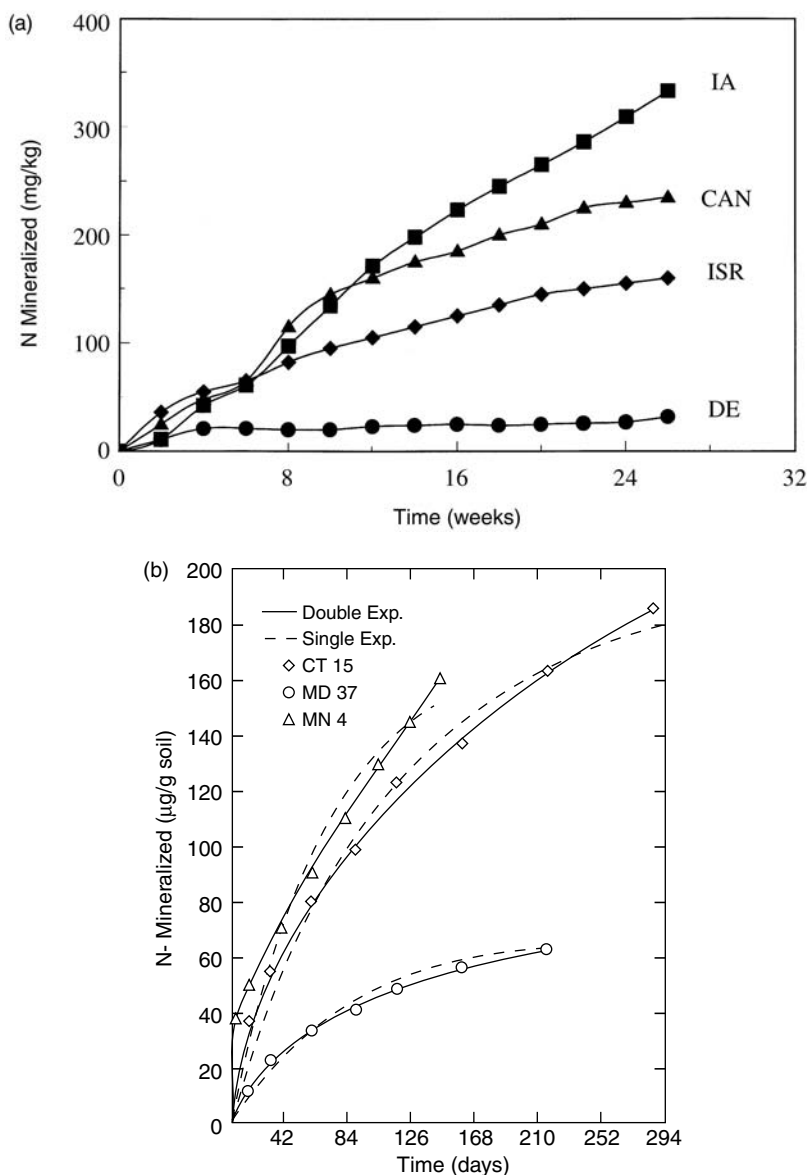 (a)
400
300
200
100
0
N Mineralized (mg/kg)
IA
CAN
ISR
DE
0 8 16 24 32
Time (weeks)
(b)
200
180
160
140
120
100
80
60
40
20
0
N- Mineralized (µg/g soil)
Double Exp.
Single Exp.
CT 15
MD 37
MN 4
42 84 126 168 210 252 294
Time (days)